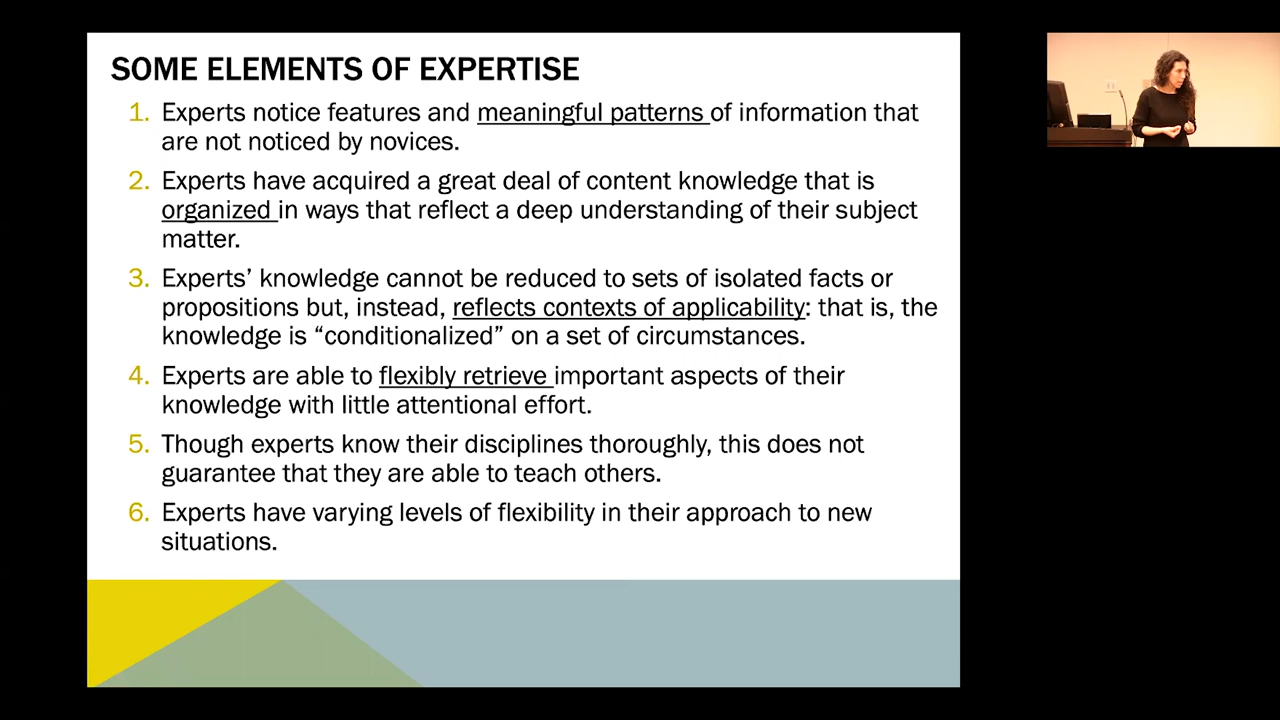 SOME ELEMENTS OF EXPERTISE
1. Experts notice features and meaningful patterns of information that
are not noticed by novices.
2. Experts have acquired a great deal of content knowledge that is
organized in ways that reflect a deep understanding of their subject
matter.
3. Experts’ knowledge cannot be reduced to sets of isolated facts or
propositions but, instead, reflects contexts of applicability: that is, the
knowledge is “conditionalized” on a set of circumstances.
4. Experts are able to flexibly retrieve important aspects of their
knowledge with little attentional effort.
5. Though experts know their disciplines thoroughly, this does not
guarantee that they are able to teach others.
6. Experts have varying levels of flexibility in their approach to new
situations.